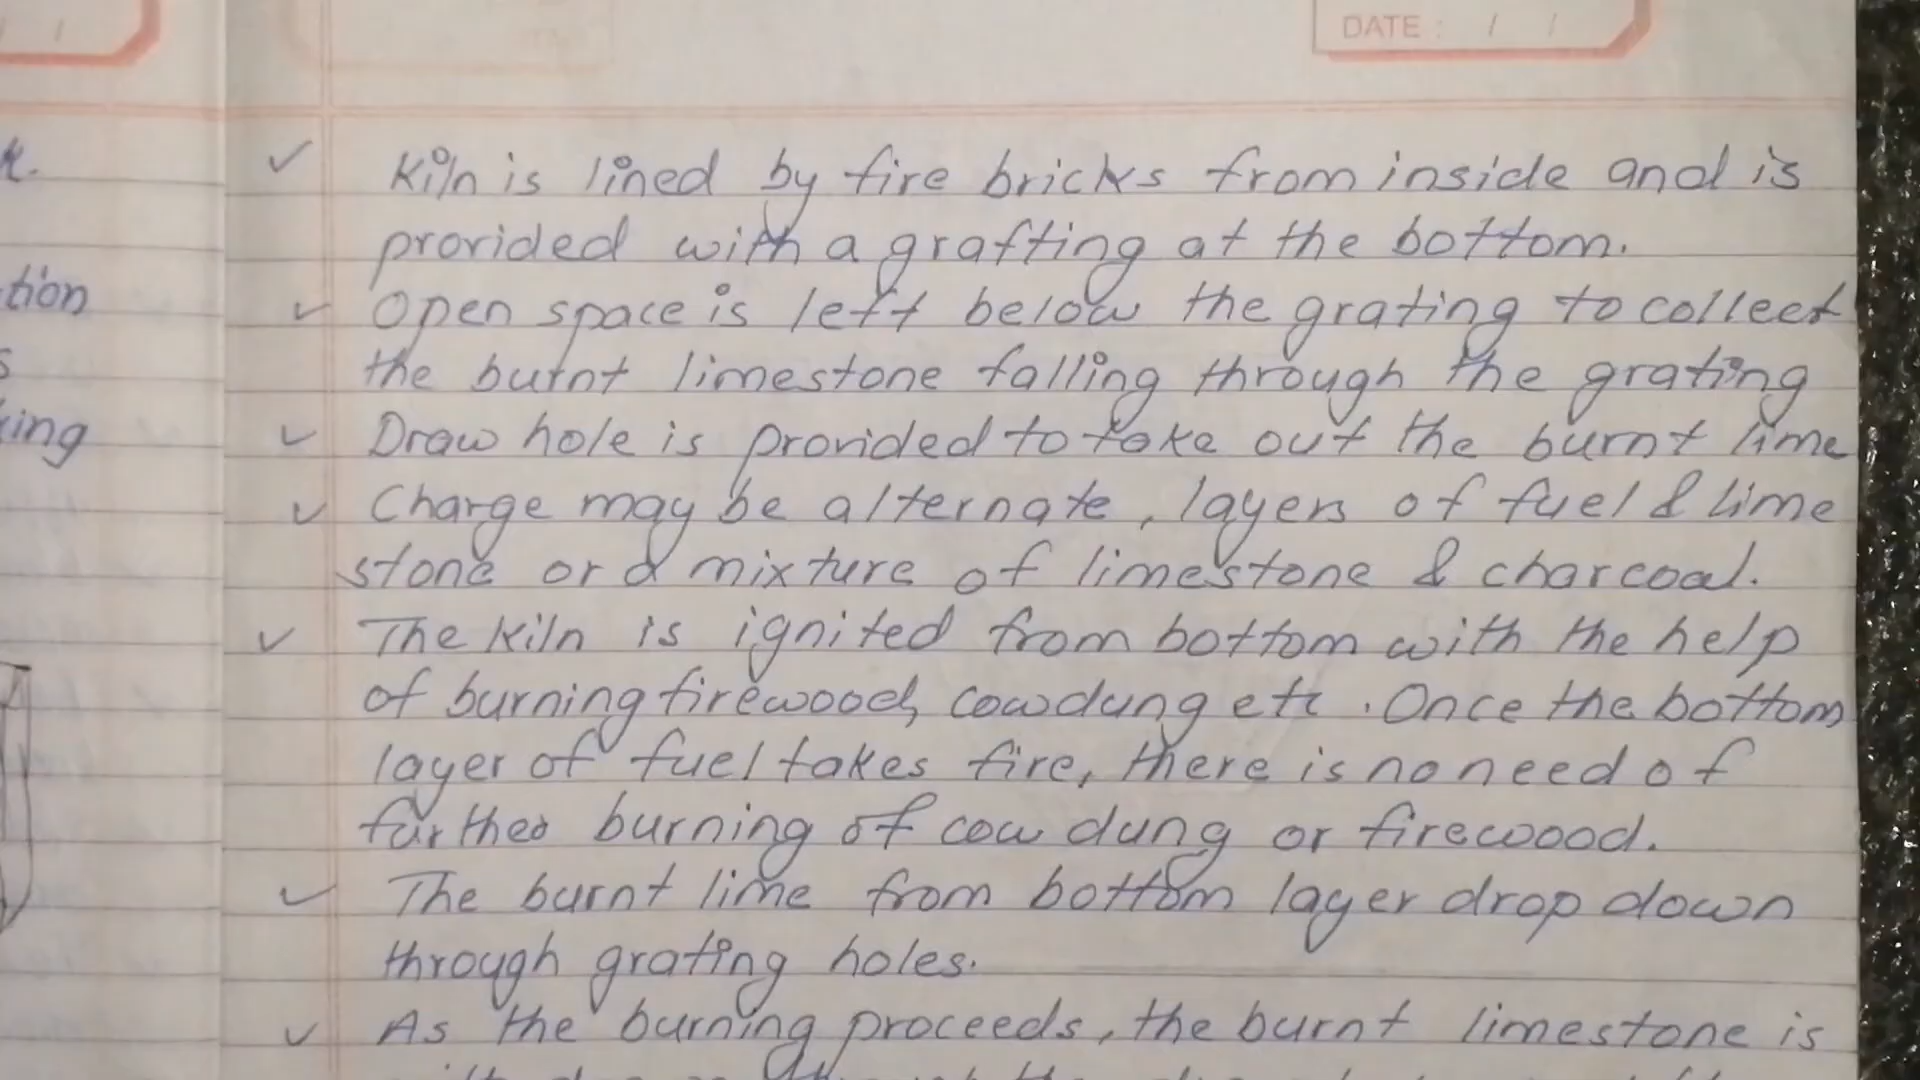 DATE : / /
k.
Kiln is lined by fire bricks from inside and is
provided with a grafting at the bottom.
tion
Open space is left below the grating to collect
the burnt limestone falling through the grating
king
Draw hole is provided to take out the burnt lime
Charge may be alternate, layers of fuel & lime
stone or a mixture of limestone & charcoal.
The kiln is ignited from bottom with the help
of burning firewood, cowdung etc. Once the bottom
layer of fuel takes fire, there is no need of
further burning of cow dung or firewood.
The burnt lime from bottom layer drop down
through grating holes.
As the burning proceeds, the burnt limestone is